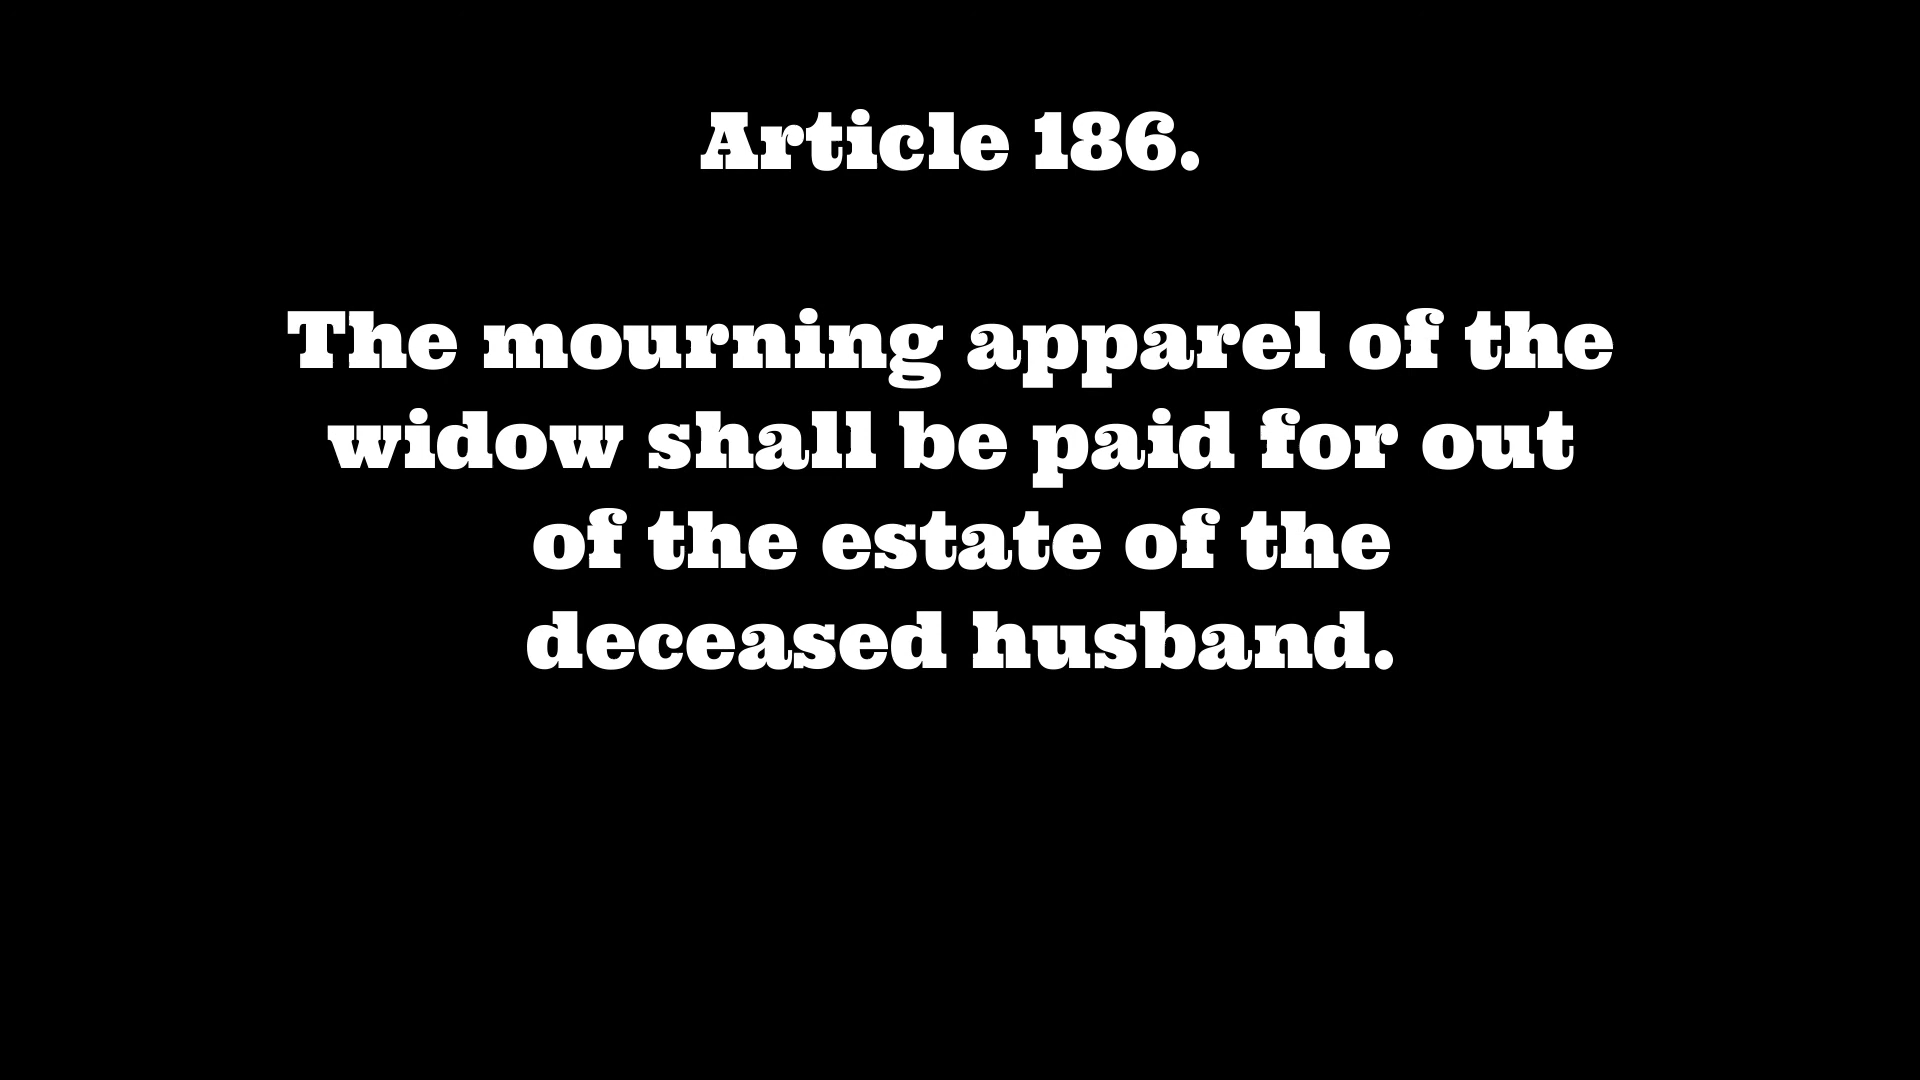 Article 186.
The mourning apparel of the
widow shall be paid for out
of the estate of the
deceased husband.